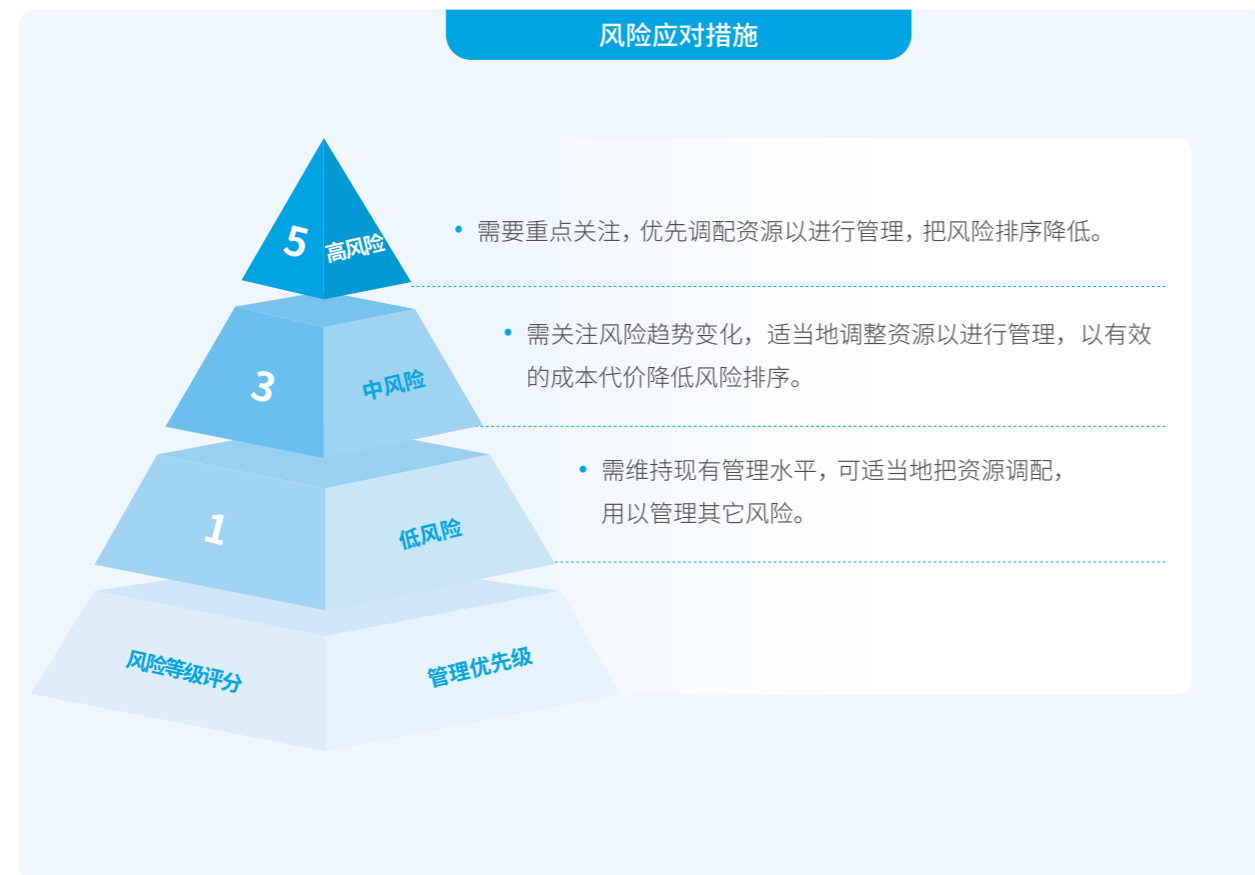 风险应对措施
5 高风险
• 需要重点关注，优先调配资源以进行管理，把风险排序降低。
3 中风险
• 需关注风险趋势变化，适当地调整资源以进行管理，以有效
的成本代价降低风险排序。
1 低风险
• 需维持现有管理水平，可适当地把资源调配，
用以管理其它风险。
风险等级评分 管理优先级